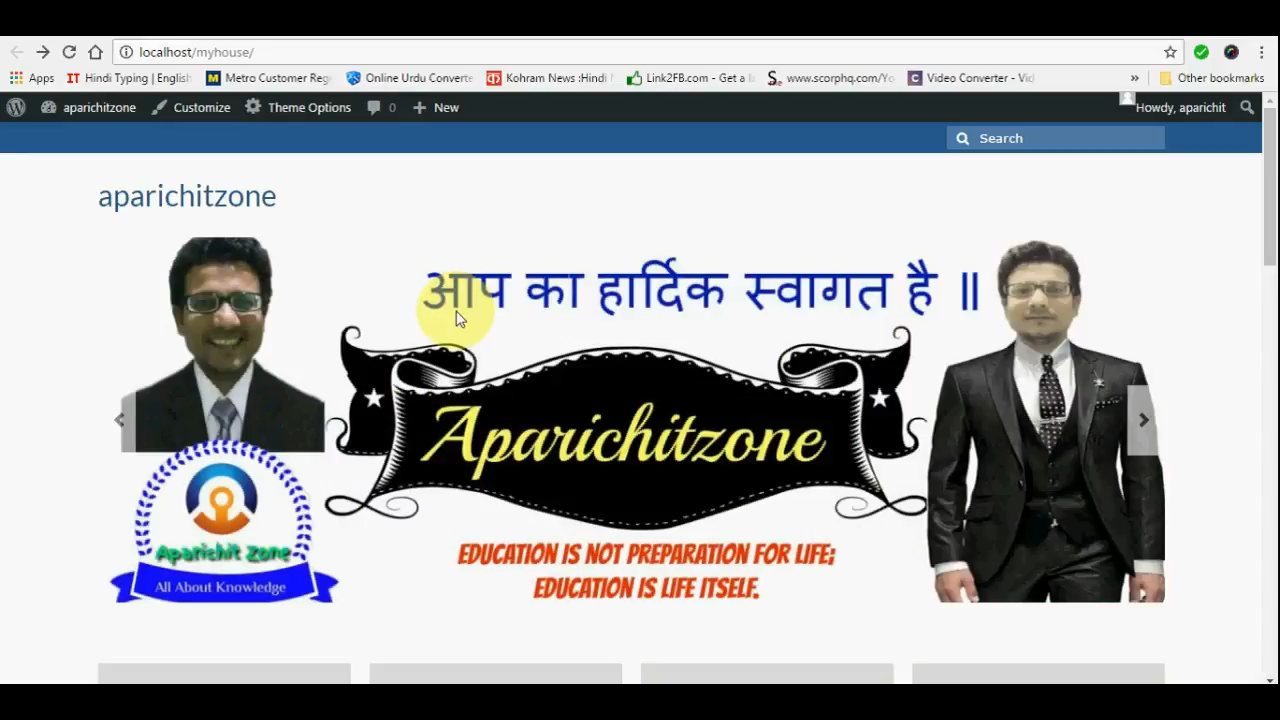 localhost/myhouse/
Apps
Hindi Typing | English
Metro Customer Reg
Online Urdu Converte
Kohram News :Hindi
Link2FB.com - Get a
www.scorphq.com/Yo
Video Converter - Vid
»
Other bookmarks
aparichitzone
Customize
Theme Options
0
New
Howdy, aparichit
Search
aparichitzone
आप का हार्दिक स्वागत है ॥
Aparichitzone
Aparichit Zone
All About Knowledge
EDUCATION IS NOT PREPARATION FOR LIFE;
EDUCATION IS LIFE ITSELF.